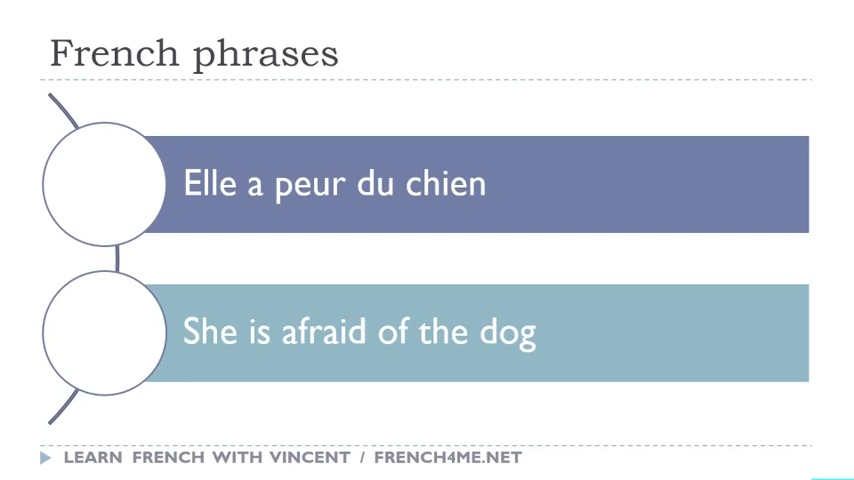 French phrases
Elle a peur du chien
She is afraid of the dog
LEARN FRENCH WITH VINCENT / FRENCH4ME.NET